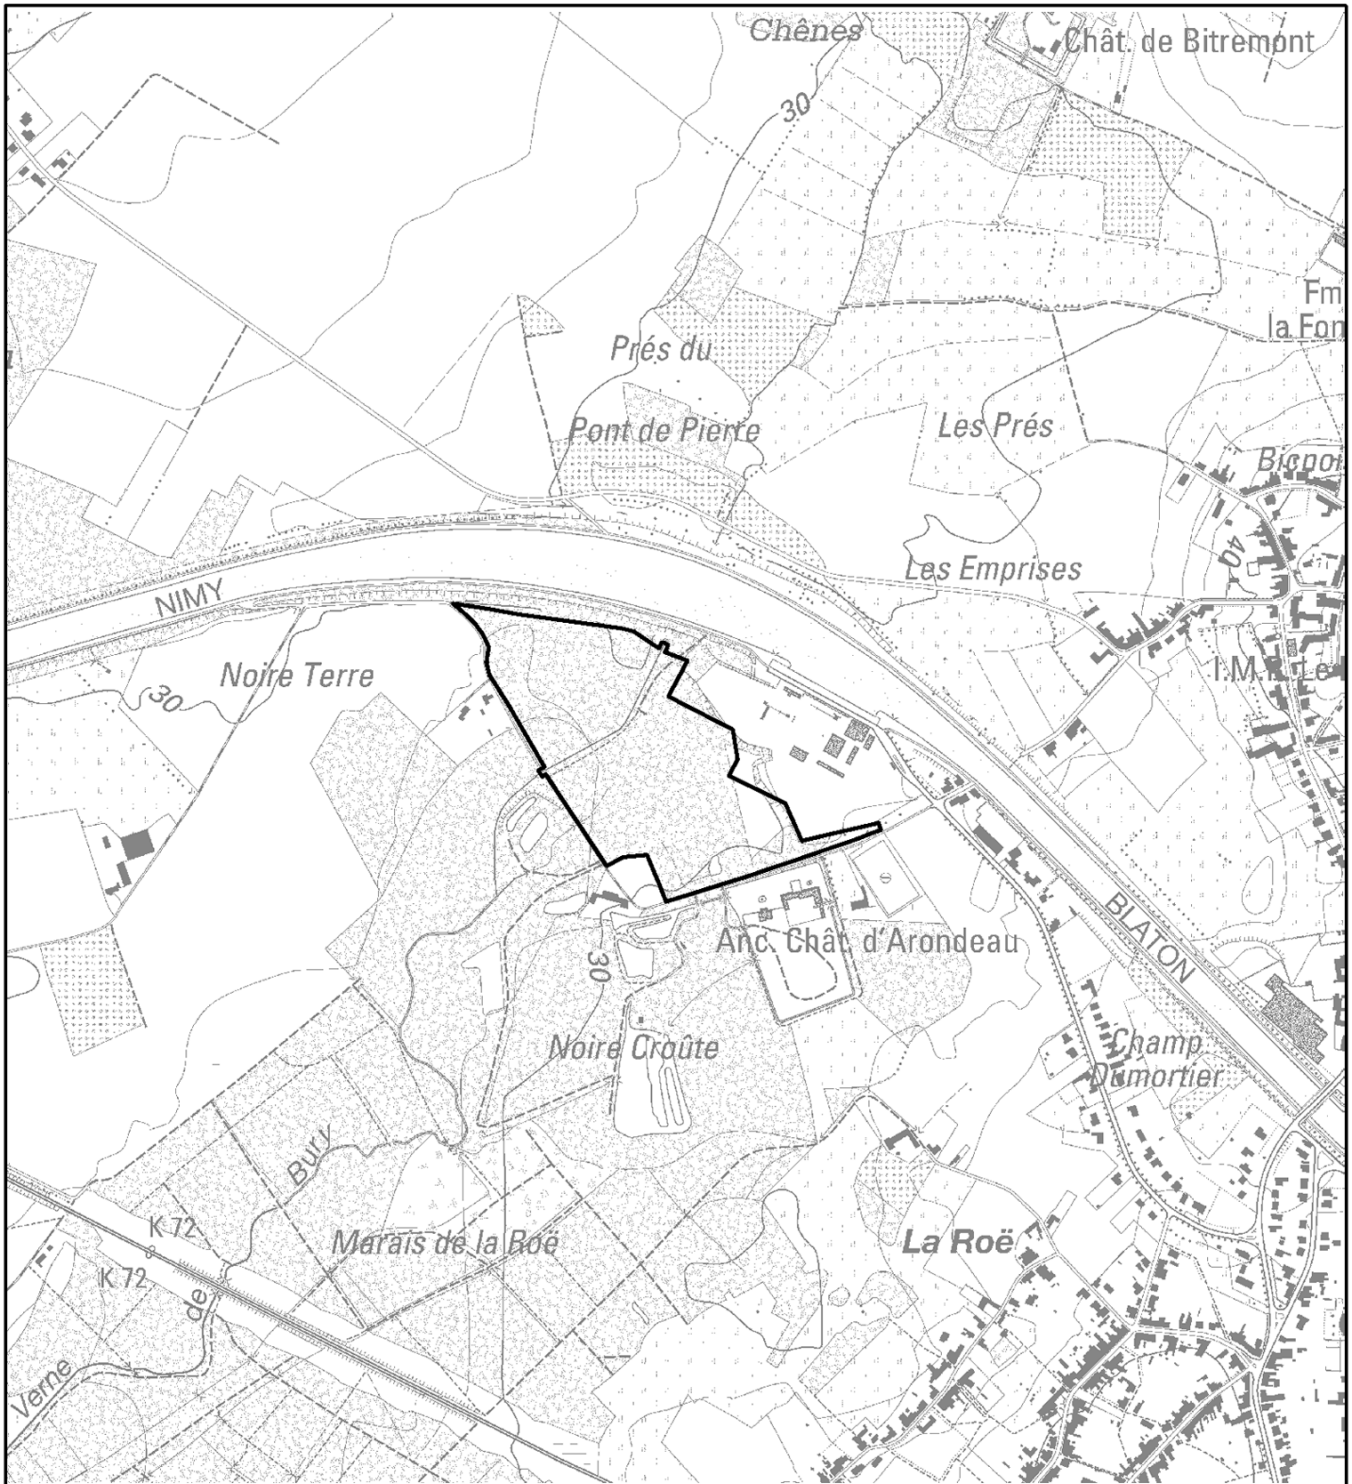 Chênes
Chât. de Bitremont
30
Fm
la Fon
Prés du
Pont de Pierre
Les Prés
40
Les Emprises
NIMY
Noire Terre
30
I.M.
Le
BLATON
Anc. Chât. d'Arondeau
30
Noire Croûte
Champ
Dumortier
Bury
K 72
K 72
Marais de la Roë
La Roë
de
Verne